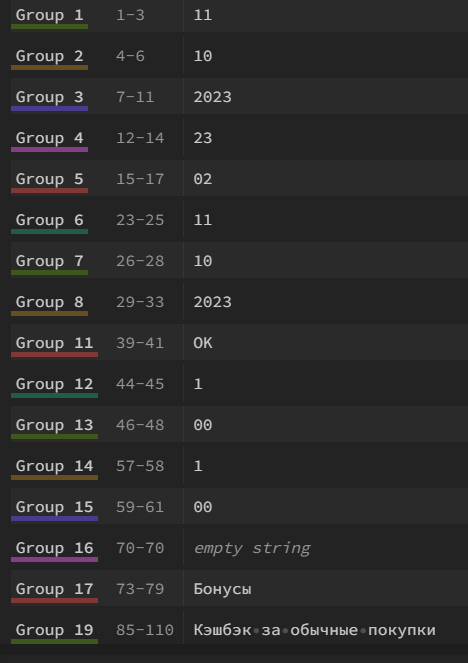 Group 1 1-3 11
Group 2 4-6 10
Group 3 7-11 2023
Group 4 12-14 23
Group 5 15-17 02
Group 6 23-25 11
Group 7 26-28 10
Group 8 29-33 2023
Group 11 39-41 OK
Group 12 44-45 1
Group 13 46-48 00
Group 14 57-58 1
Group 15 59-61 00
Group 16 70-70 empty string
Group 17 73-79 Бонусы
Group 19 85-110 Кэшбэк•за•обычные•покупки